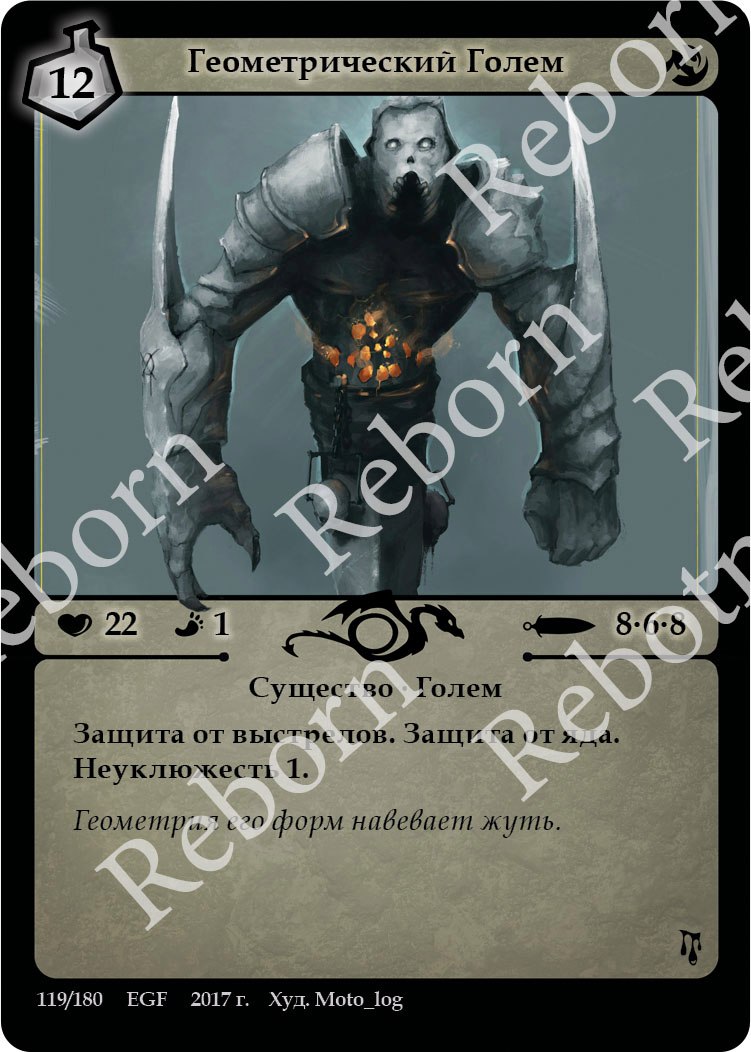 12
Геометрический Голем
22
1
8·6·8
Существо · Голем
Защита от выстрелов. Защита от яда.
Неуклюжесть 1.
Геометрия его форм навевает жуть.
119/180 EGF 2017 г. Худ. Moto_log
Reborn
Reborn
Reborn
Reborn
Reborn